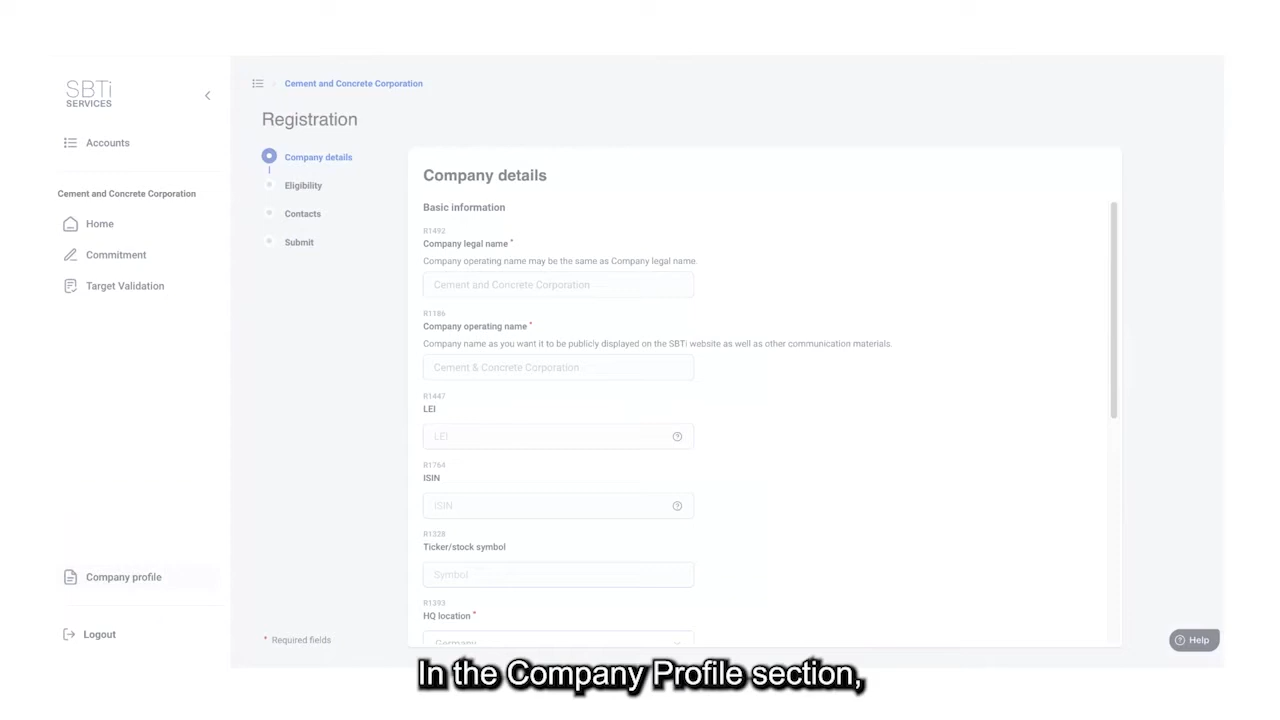 SBTi
SERVICES
Accounts
Cement and Concrete Corporation
Home
Commitment
Target Validation
Company profile
Logout
Cement and Concrete Corporation
Registration
Company details
Eligibility
Contacts
Submit
* Required fields
Company details
Basic information
R1492
Company legal name *
Company operating name may be the same as Company legal name.
Cement and Concrete Corporation
R1186
Company operating name *
Company name as you want it to be publicly displayed on the SBTi website as well as other communication materials.
Cement & Concrete Corporation
R1447
LEI
LEI
R1764
ISIN
ISIN
R1328
Ticker/stock symbol
Symbol
R1393
HQ location *
Germany
Help
In the Company Profile section,